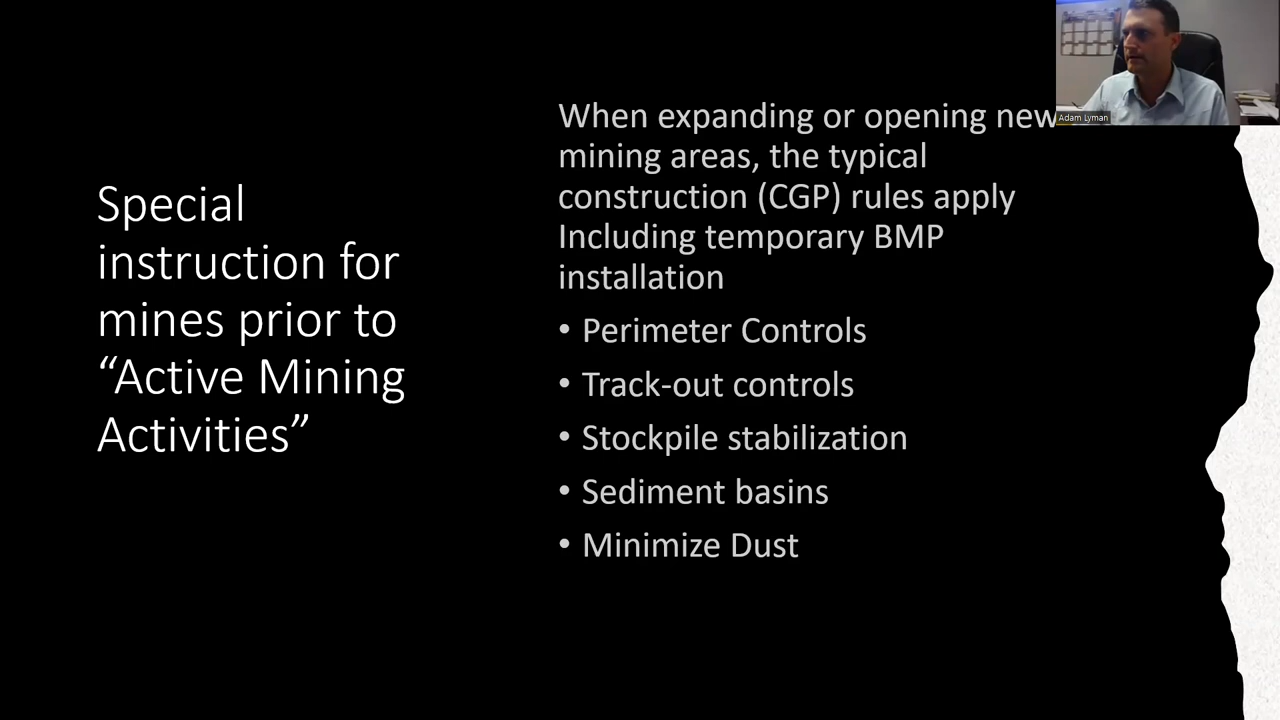 Special
instruction for
mines prior to
“Active Mining
Activities”
When expanding or opening new
mining areas, the typical
construction (CGP) rules apply
Including temporary BMP
installation
• Perimeter Controls
• Track-out controls
• Stockpile stabilization
• Sediment basins
• Minimize Dust
Adam Lyman